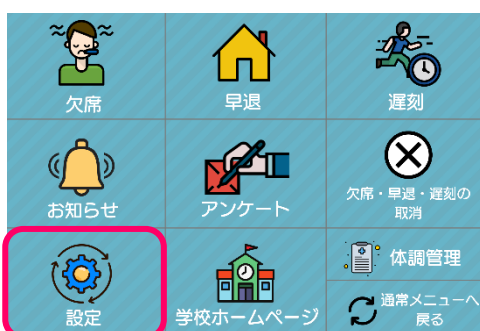 欠席
早退
遅刻
お知らせ
アンケート
欠席・早退・遅刻の
取消
設定
学校ホームページ
体調管理
通常メニューへ
戻る